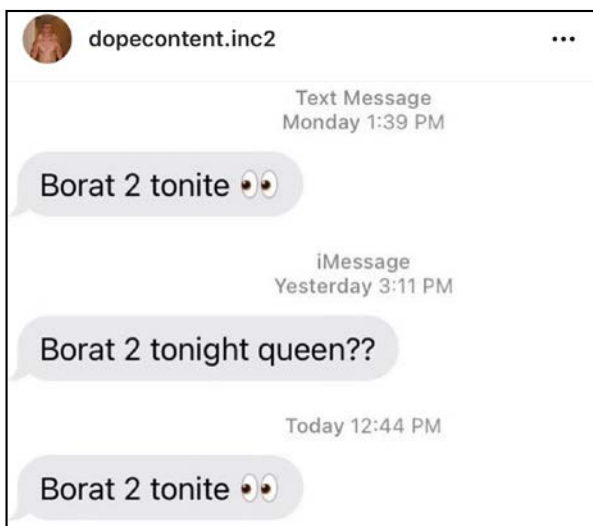 dopecontent.inc2
Text Message
Monday 1:39 PM
Borat 2 tonite 👀
iMessage
Yesterday 3:11 PM
Borat 2 tonight queen??
Today 12:44 PM
Borat 2 tonite 👀